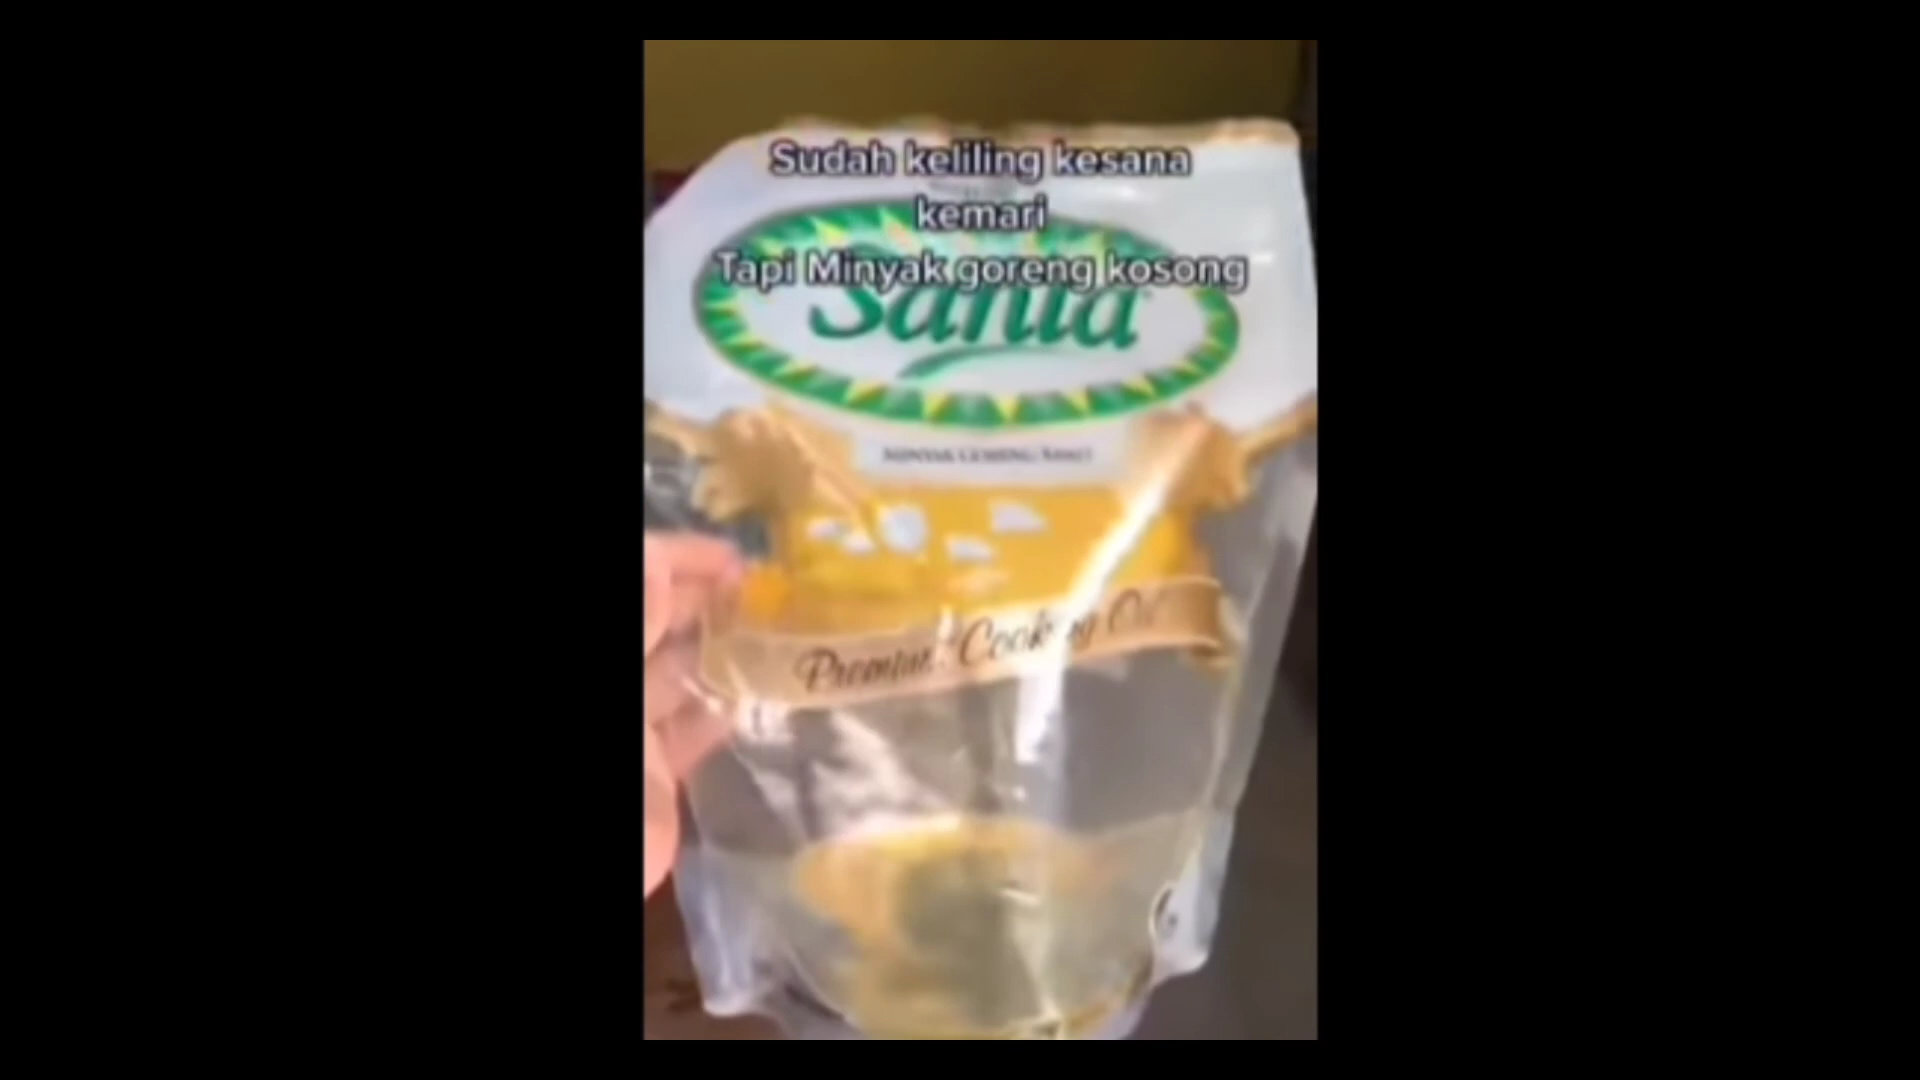 Sudah keliling kesana
kemari
Tapi Minyak goreng kosong
Sania
Premium Cooking Oil